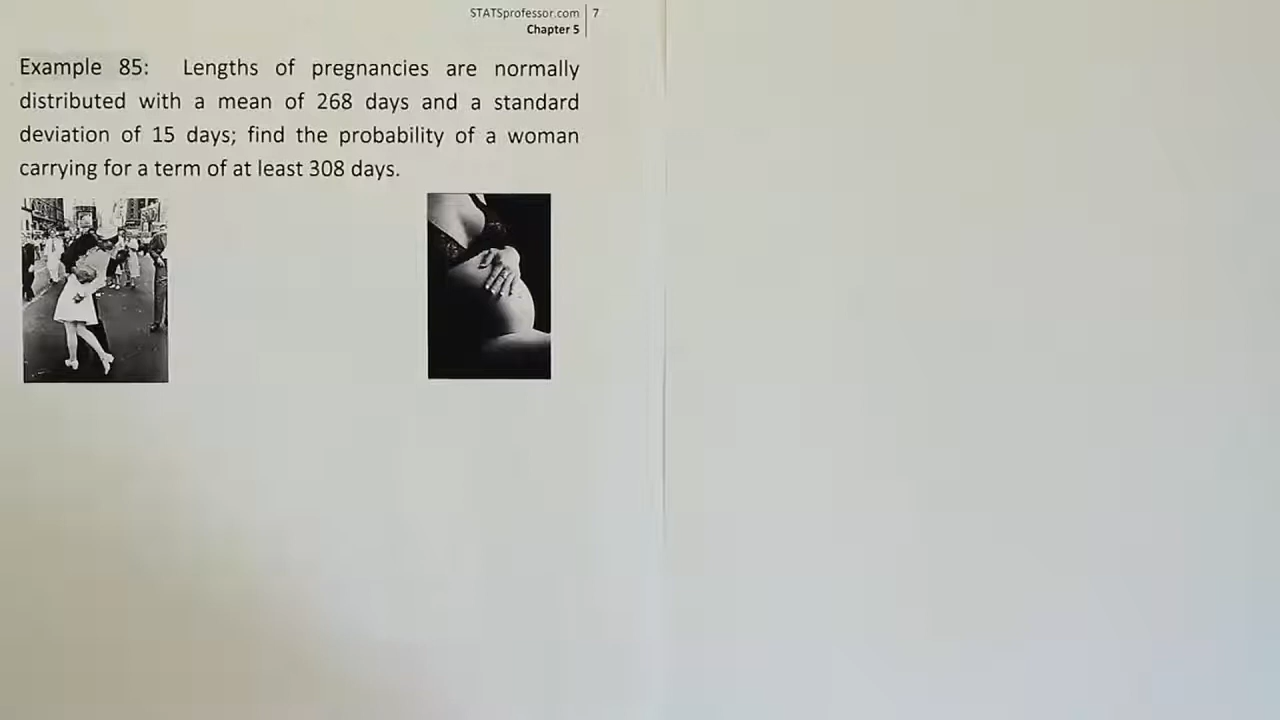 STATSprofessor.com 7
Chapter 5
Example 85: Lengths of pregnancies are normally
distributed with a mean of 268 days and a standard
deviation of 15 days; find the probability of a woman
carrying for a term of at least 308 days.